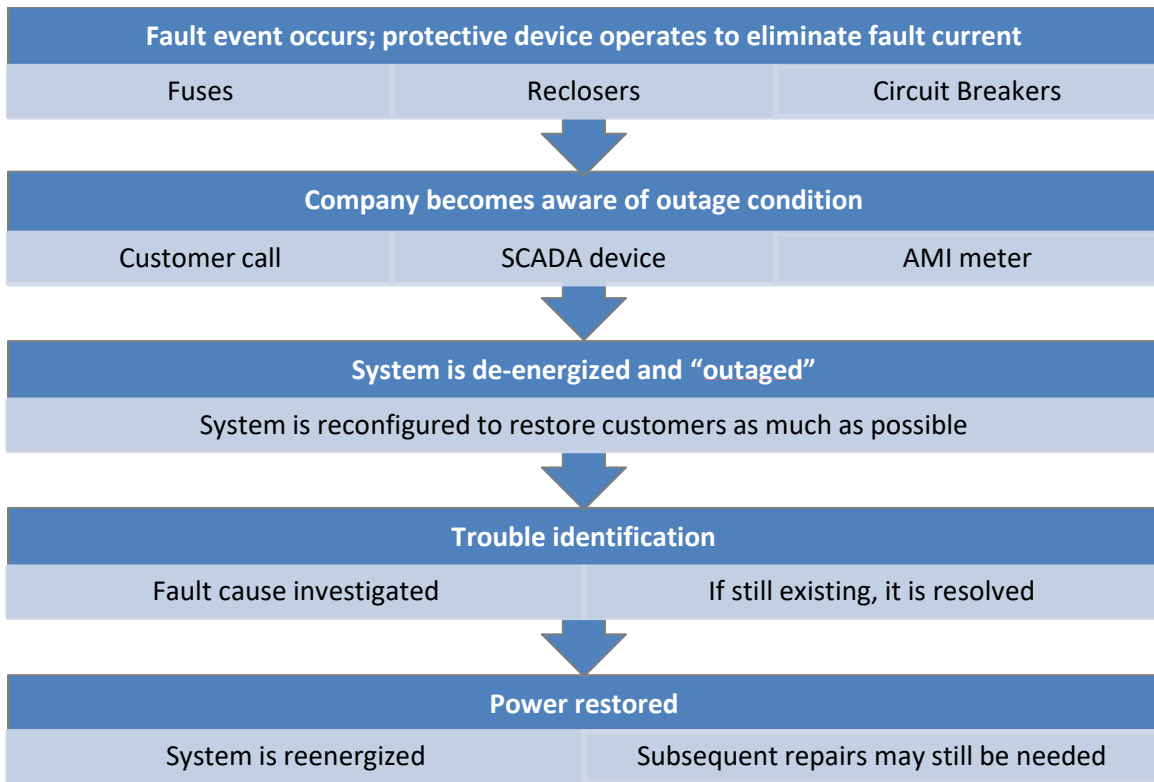 Fault event occurs; protective device operates to eliminate fault current
Fuses
Reclosers
Circuit Breakers
Company becomes aware of outage condition
Customer call
SCADA device
AMI meter
System is de-energized and “outaged”
System is reconfigured to restore customers as much as possible
Trouble identification
Fault cause investigated
If still existing, it is resolved
Power restored
System is reenergized
Subsequent repairs may still be needed